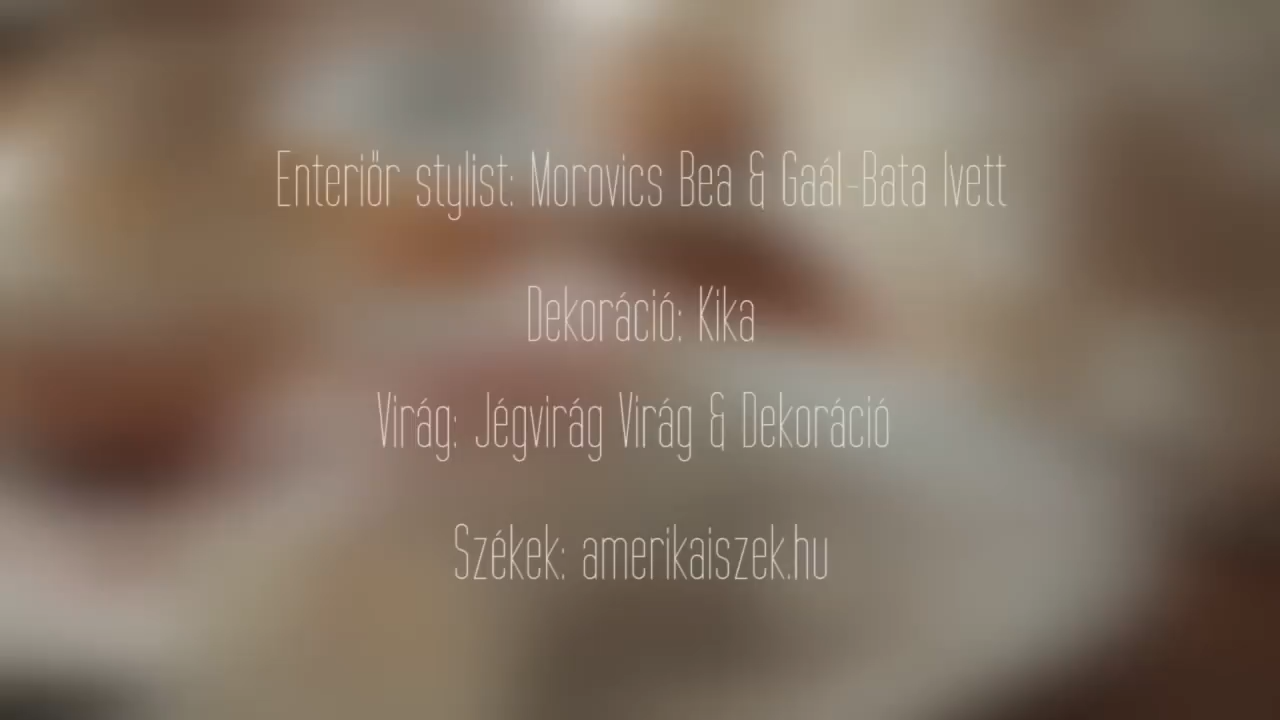 Enteriőr stylist: Morovics Bea & Gaál-Bata Ivett
Dekoráció: Kika
Virág: Jégvirág Virág & Dekoráció
Székek: amerikaiszek.hu